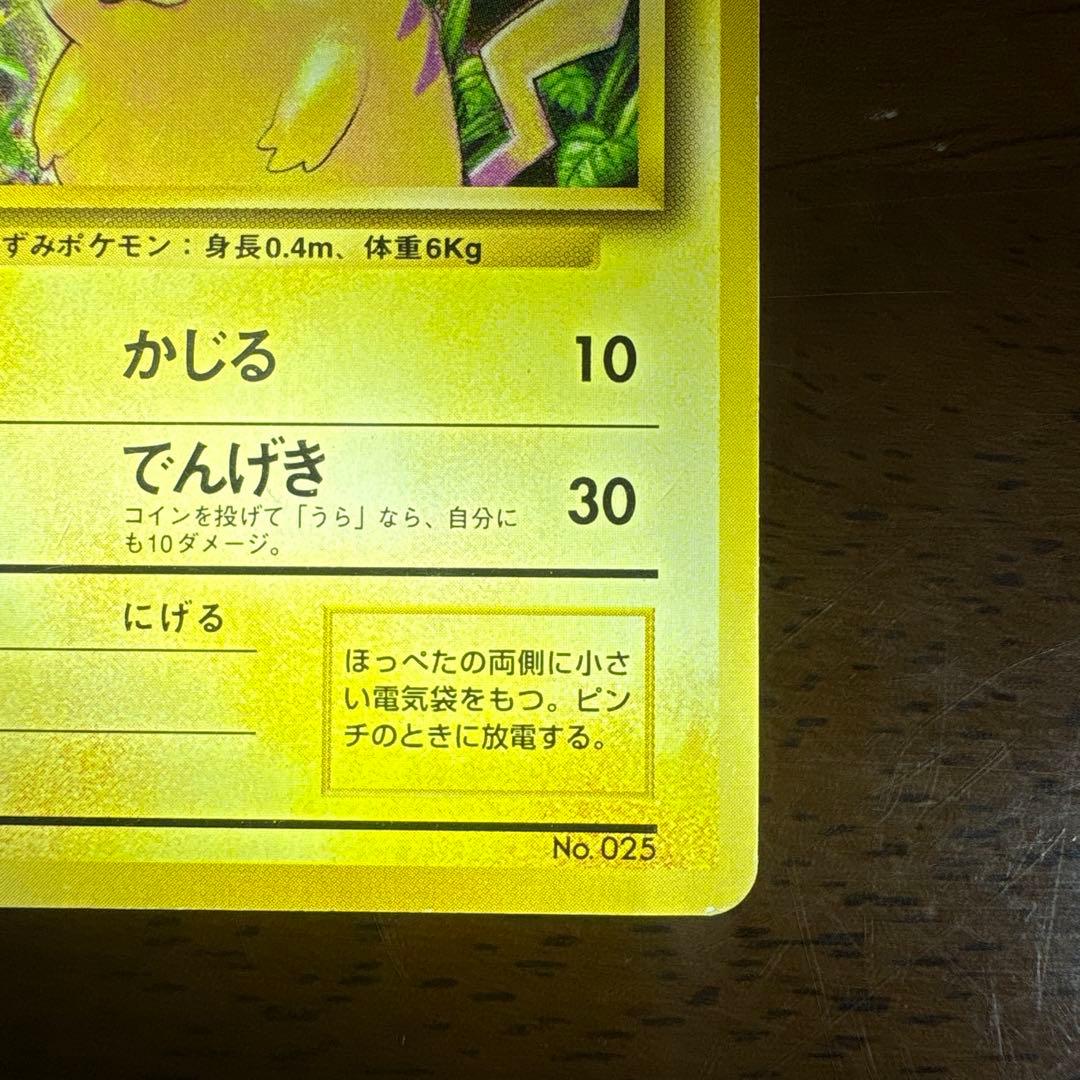 ずみポケモン：身長0.4m、体重6Kg
かじる 10
でんげき 30
コインを投げて「うら」なら、自分に
も10ダメージ。
にげる
ほっぺたの両側に小さ
い電気袋をもつ。ピン
チのときに放電する。
No. 025